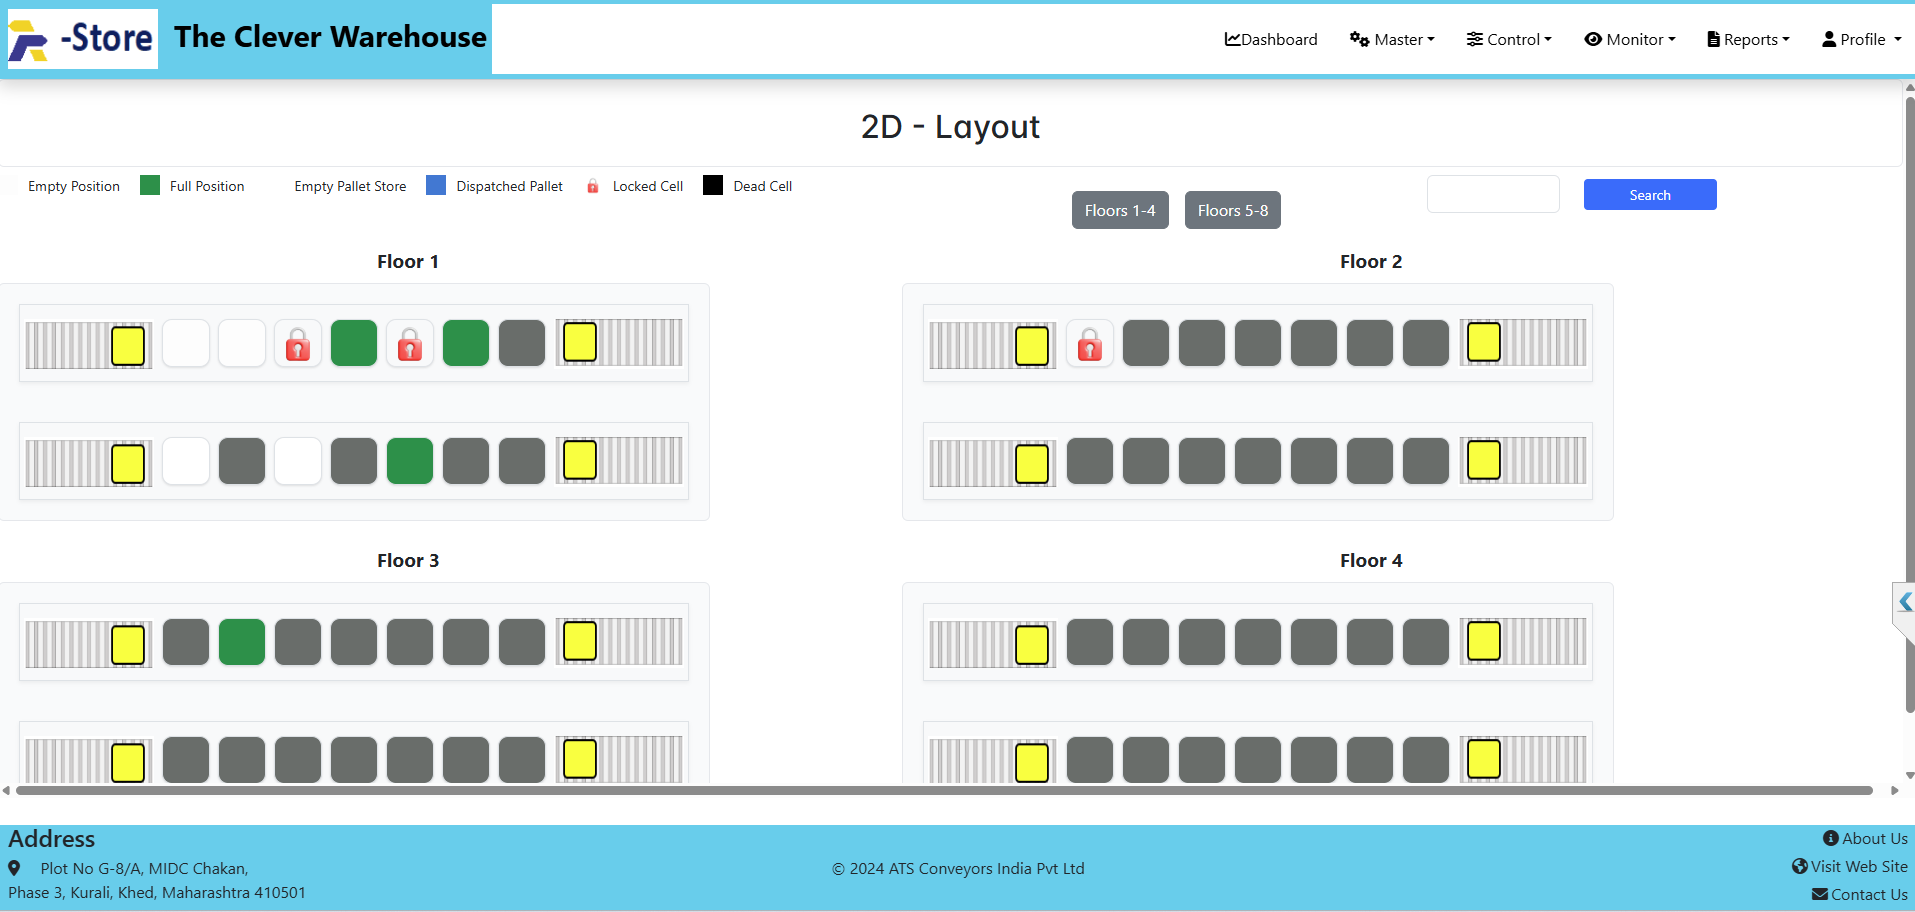 -Store
The Clever Warehouse
Dashboard
Master
Control
Monitor
Reports
Profile
2D - Layout
Empty Position
Full Position
Empty Pallet Store
Dispatched Pallet
Locked Cell
Dead Cell
Floors 1-4
Floors 5-8
Search
Floor 1
Floor 2
Floor 3
Floor 4
Address
Plot No G-8/A, MIDC Chakan,
Phase 3, Kurali, Khed, Maharashtra 410501
© 2024 ATS Conveyors India Pvt Ltd
About Us
Visit Web Site
Contact Us